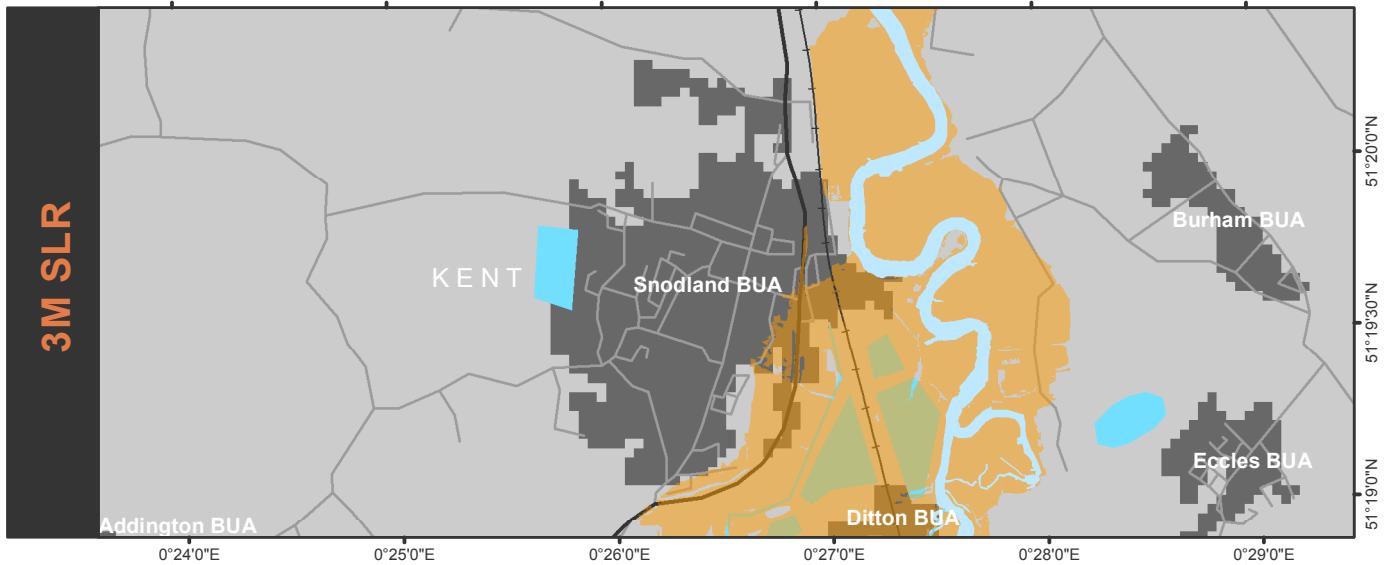 3M SLR
51°20'0"N
Burham BUA
KENT
Snodland BUA
51°19'30"N
Eccles BUA
51°19'0"N
Addington BUA
Ditton BUA
0°24'0"E
0°25'0"E
0°26'0"E
0°27'0"E
0°28'0"E
0°29'0"E